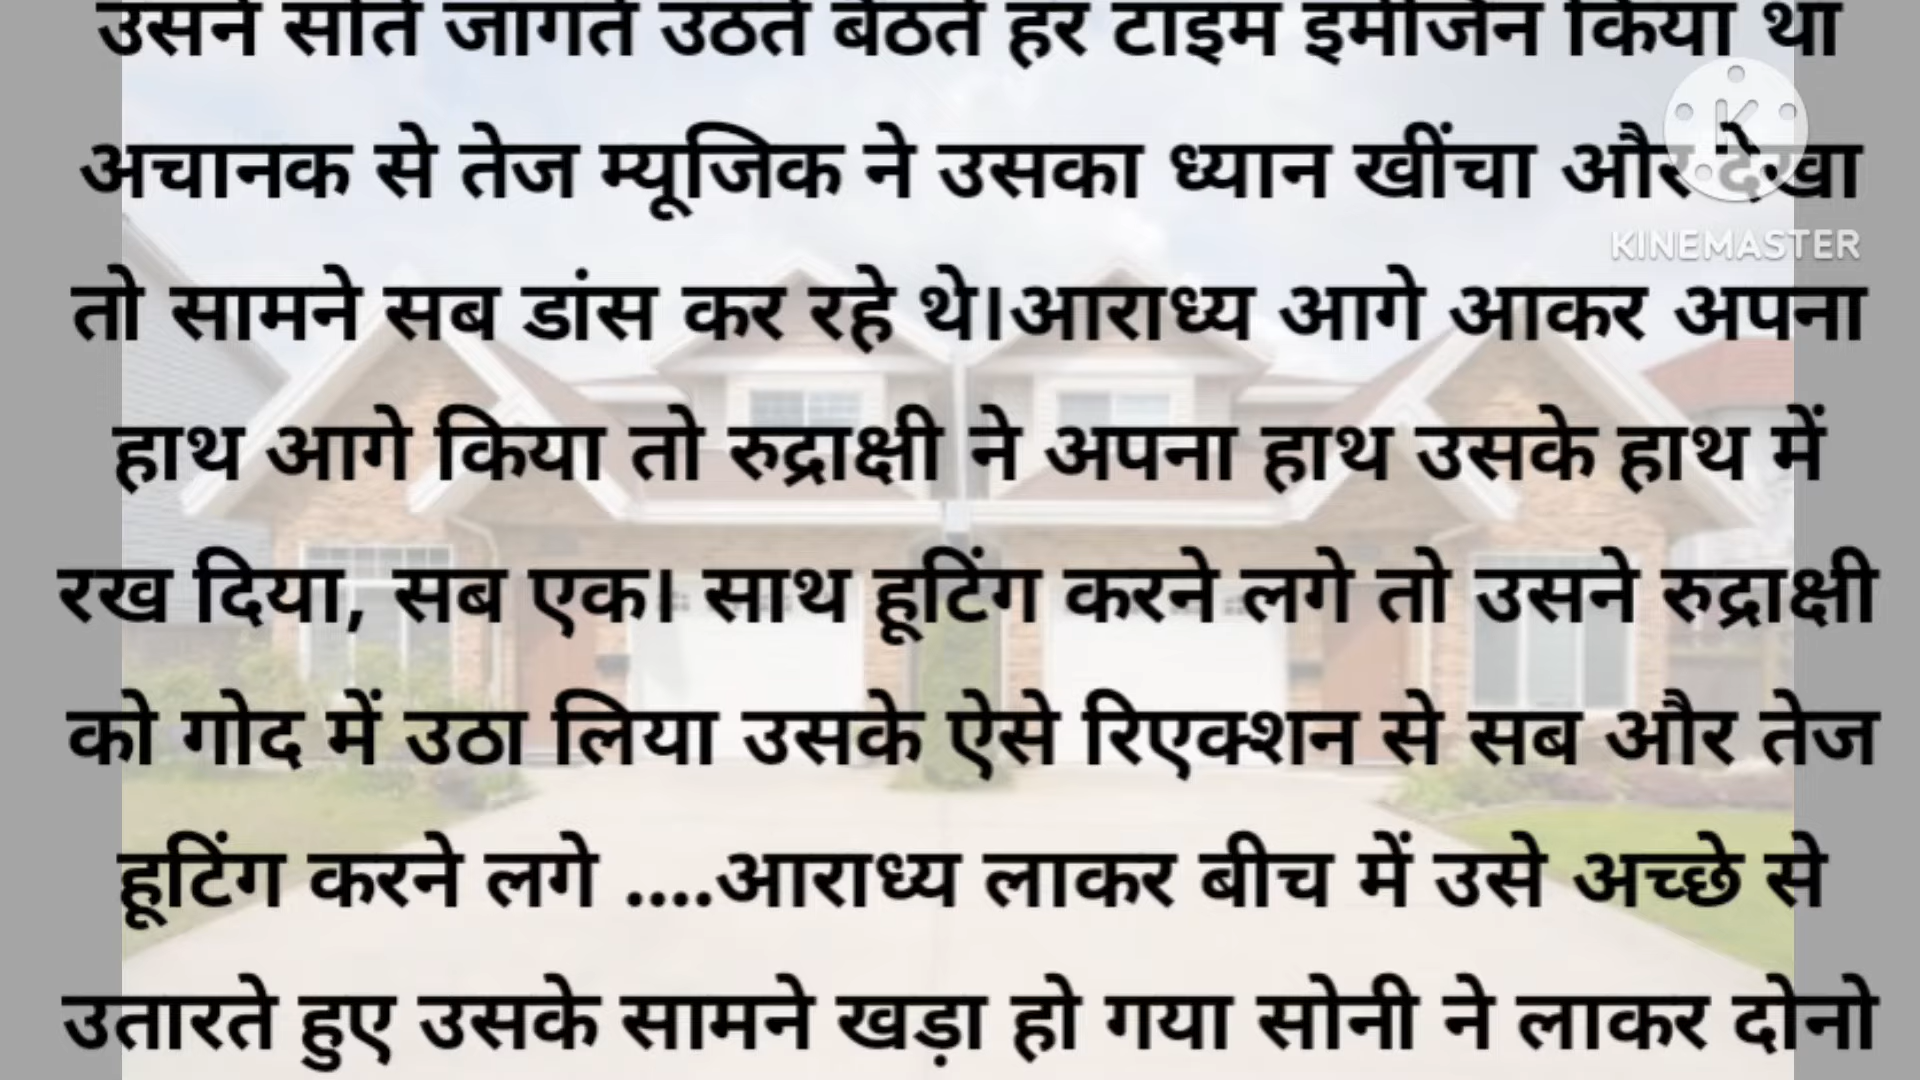 उसने सोते जागते उठते बैठते हर टाइम इमेजिन किया था
अचानक से तेज म्यूजिक ने उसका ध्यान खींचा और देखा
KINEMASTER
तो सामने सब डांस कर रहे थे।आराध्य आगे आकर अपना
हाथ आगे किया तो रुद्राक्षी ने अपना हाथ उसके हाथ में
रख दिया, सब एक। साथ हूटिंग करने लगे तो उसने रुद्राक्षी
को गोद में उठा लिया उसके ऐसे रिएक्शन से सब और तेज
हूटिंग करने लगे ....आराध्य लाकर बीच में उसे अच्छे से
उतारते हुए उसके सामने खड़ा हो गया सोनी ने लाकर दोनो